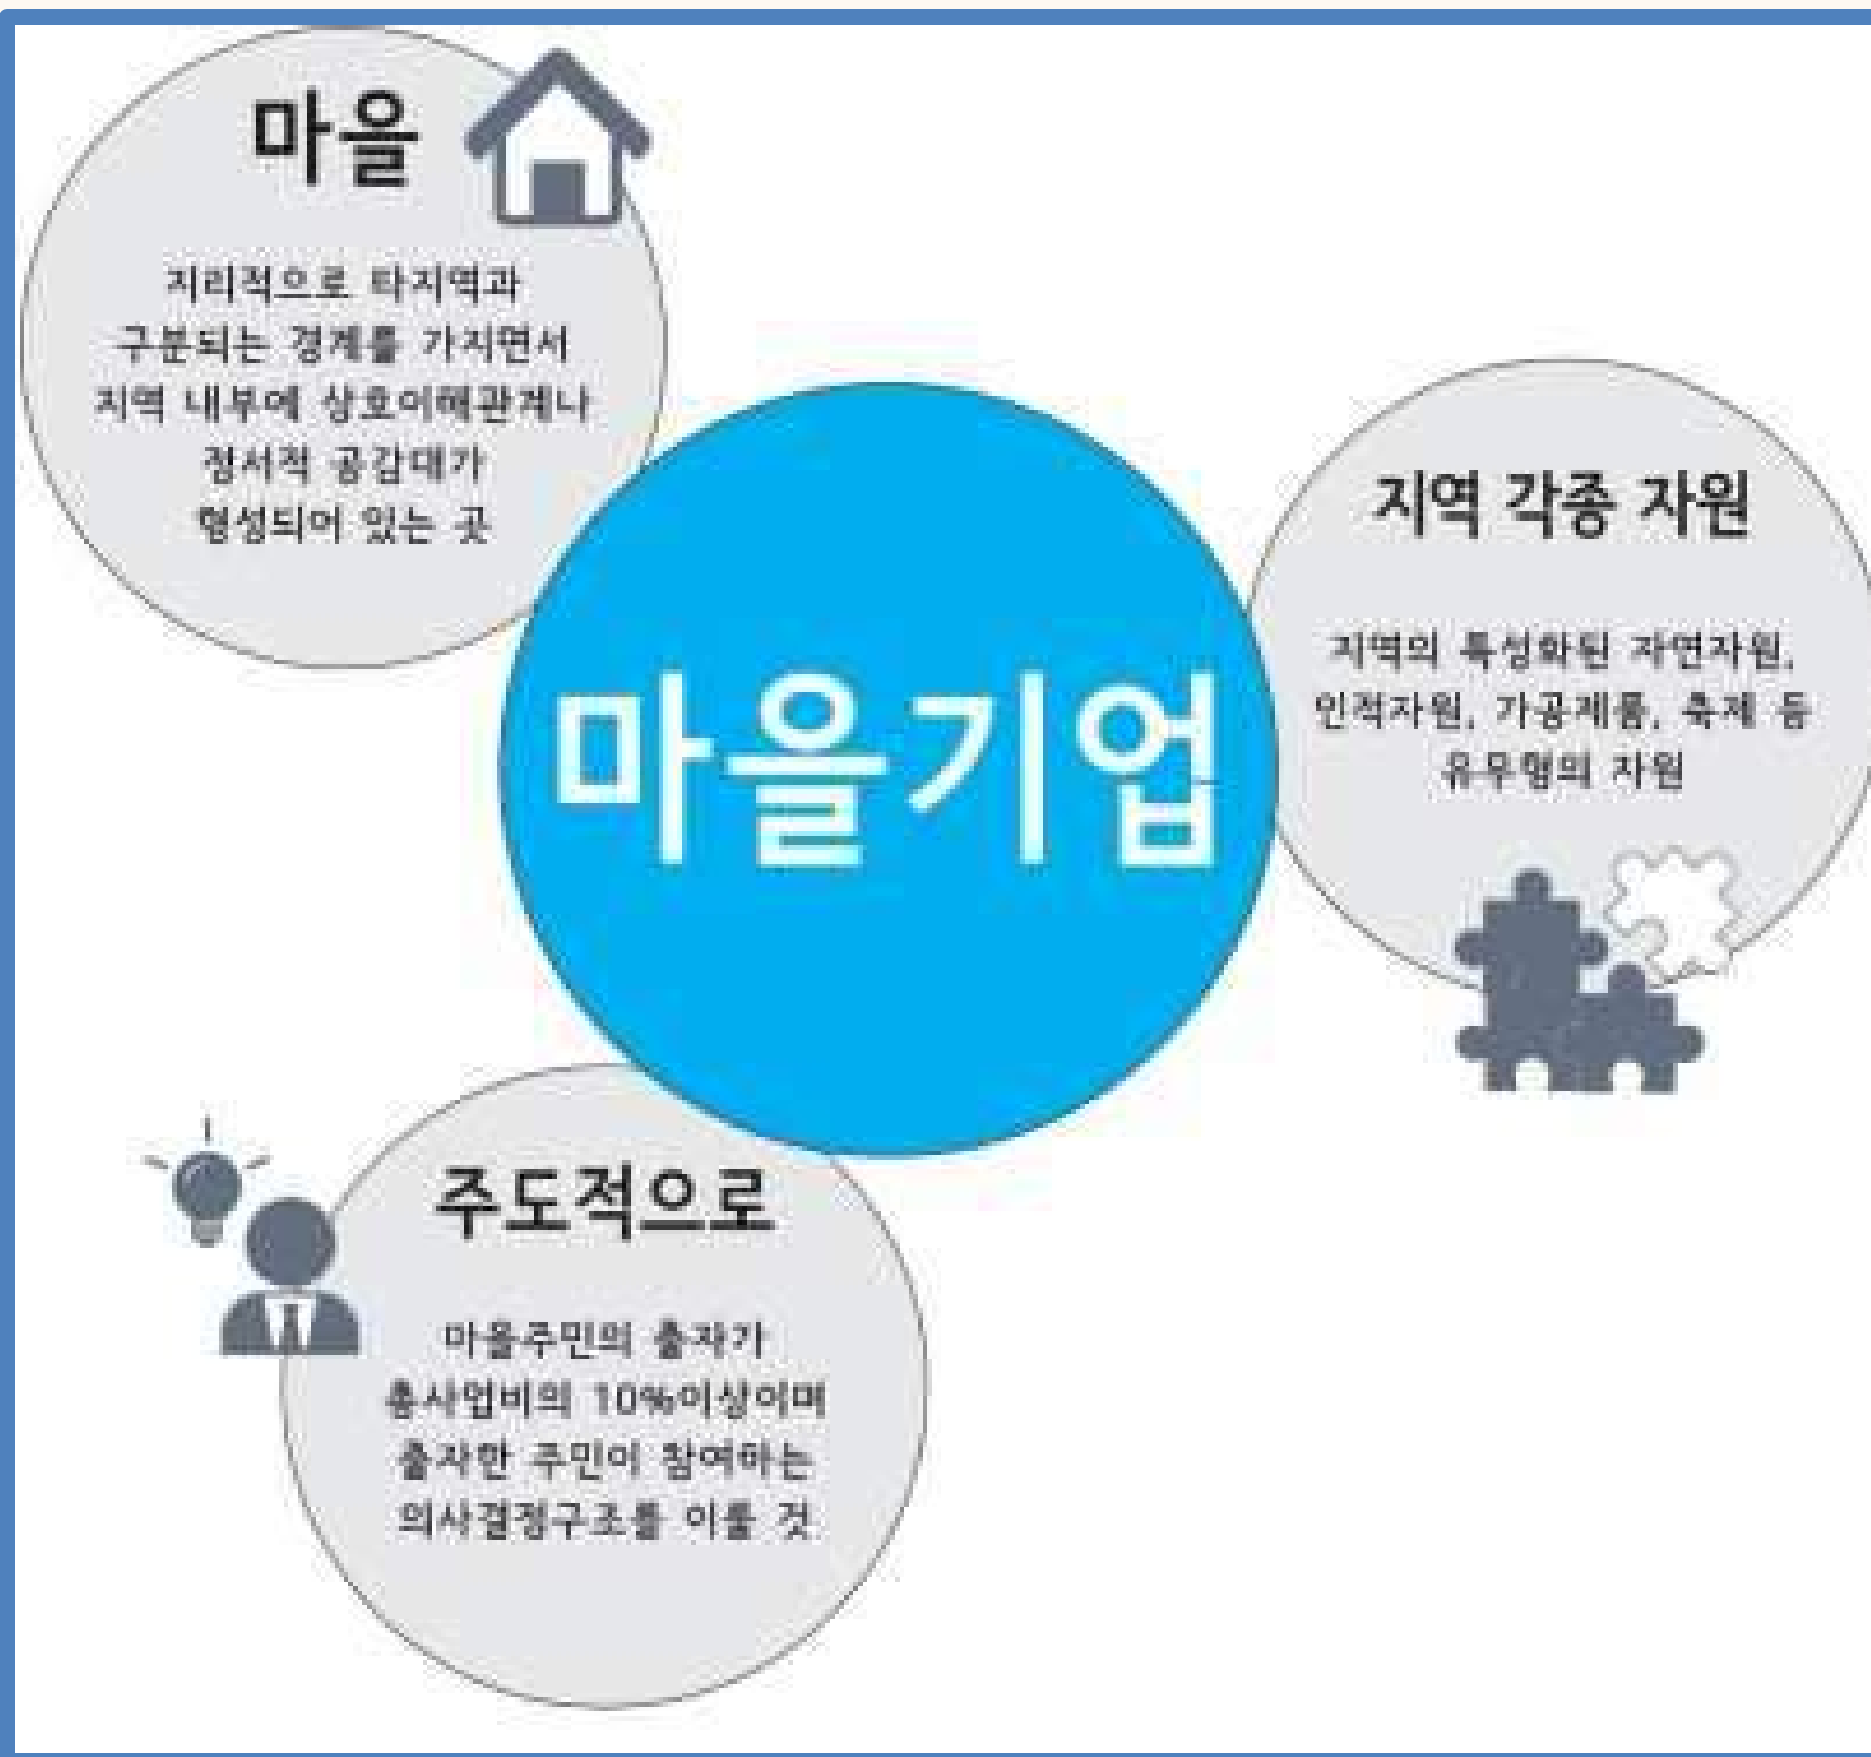 마을
지리적으로 타지역과
구분되는 경계를 가지면서
지역 내부에 상호이해관계나
정서적 공감대가
형성되어 있는 곳
마을기업
지역 각종 자원
지역의 특성화된 자연자원,
인적자원, 가공제품, 축제 등
유무형의 자원
주도적으로
마을주민의 출자가
총사업비의 10%이상이며
출자한 주민이 참여하는
의사결정구조를 이룰 것